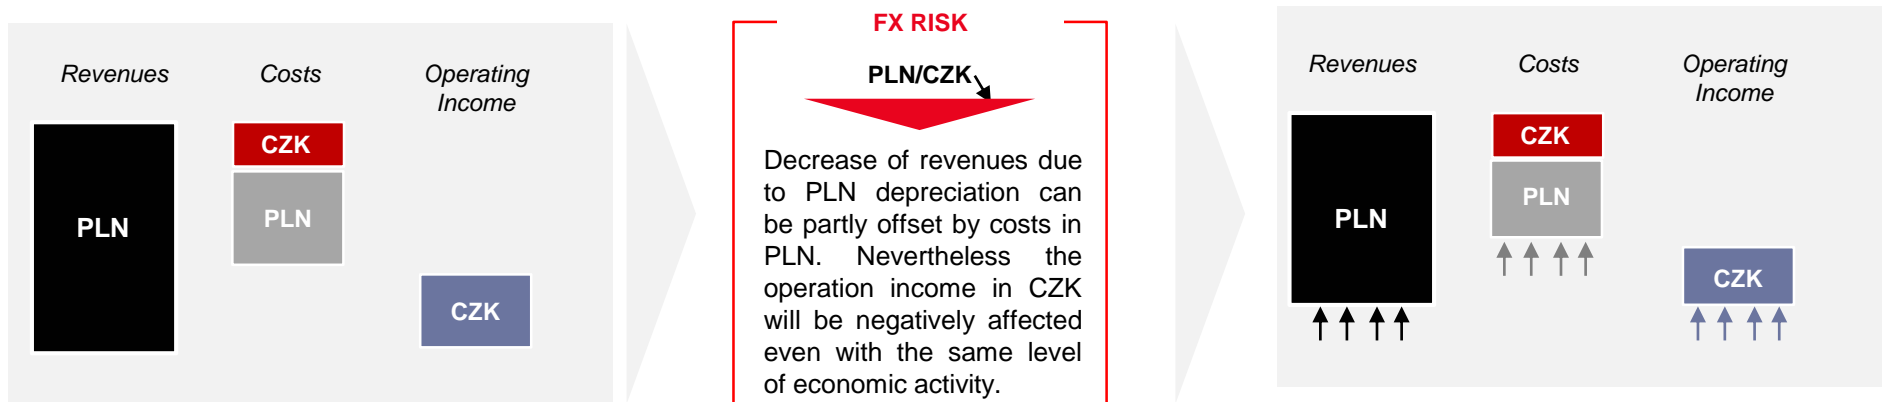 Revenues
Costs
Operating
Income
PLN
CZK
PLN
CZK
FX RISK
PLN/CZK
Decrease of revenues due
to PLN depreciation can
be partly offset by costs in
PLN. Nevertheless the
operation income in CZK
will be negatively affected
even with the same level
of economic activity.
Revenues
Costs
Operating
Income
PLN
CZK
PLN
CZK